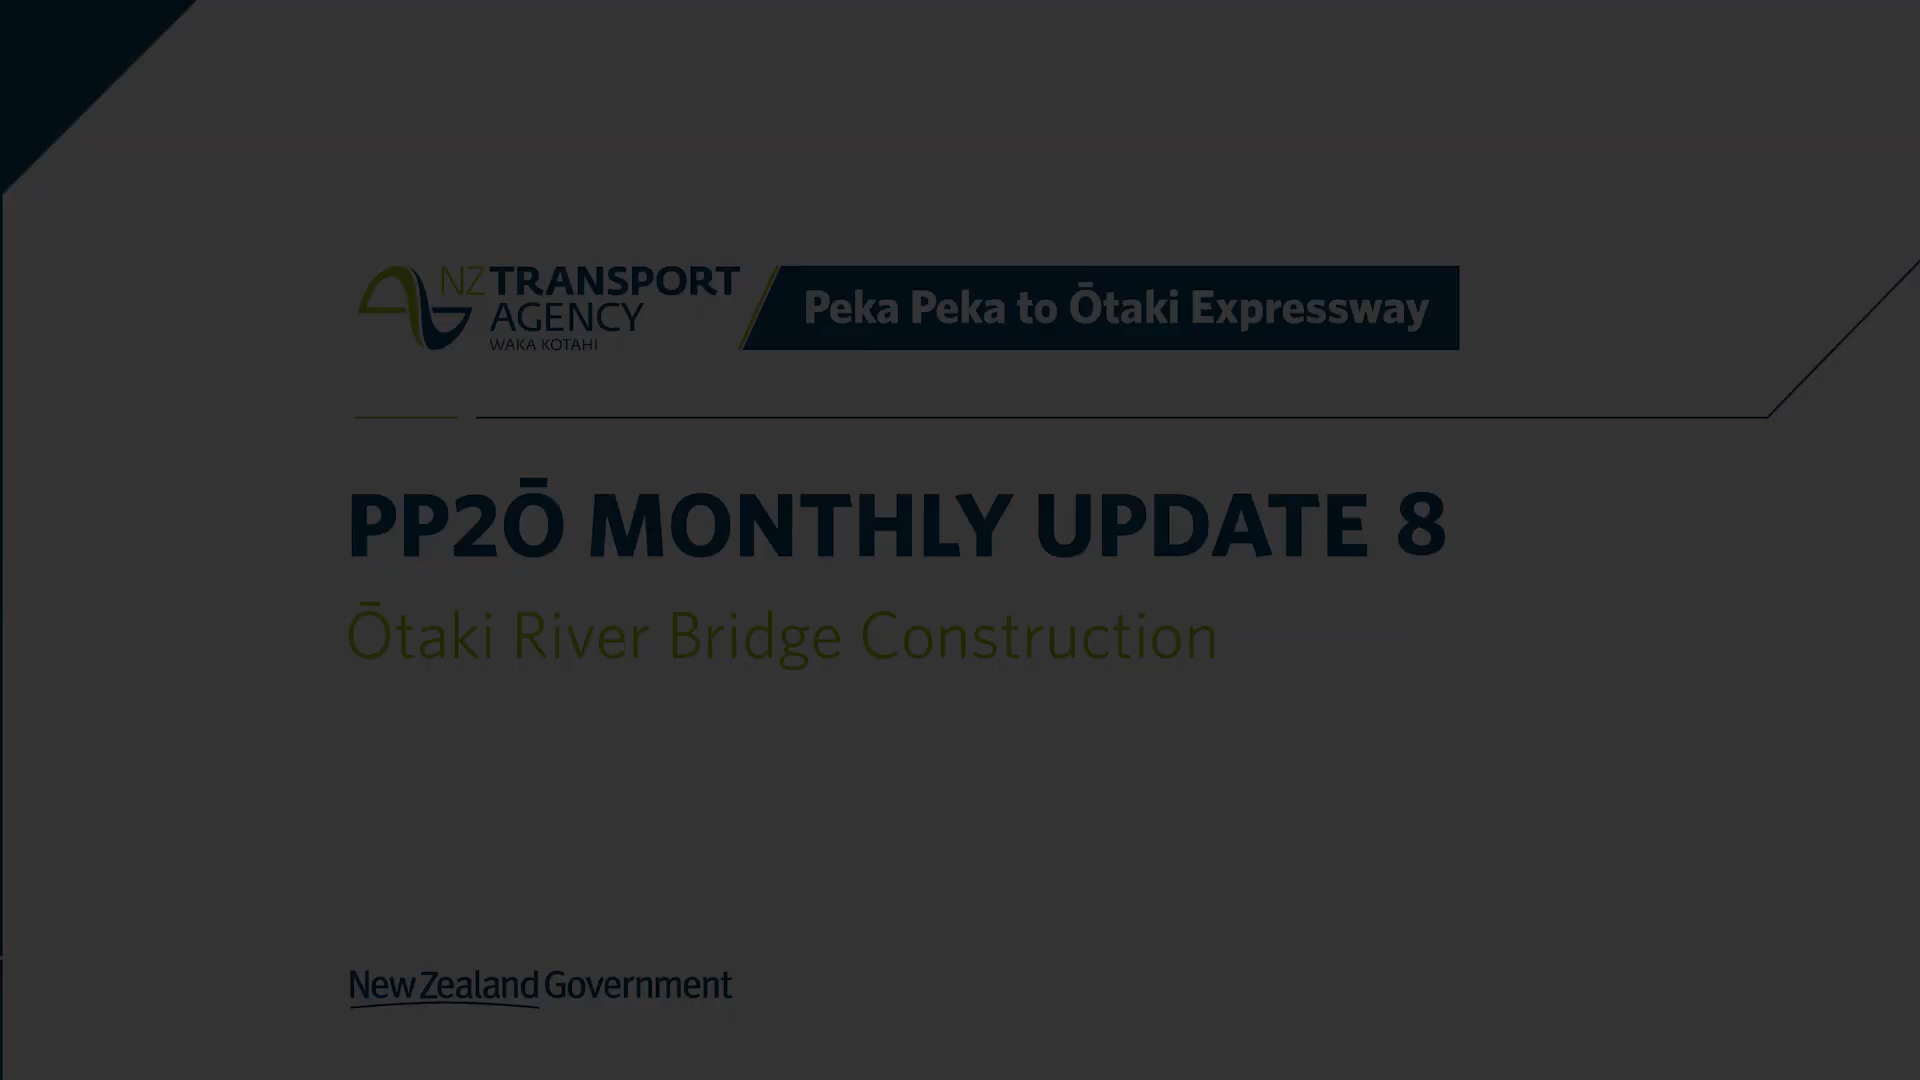 NZ TRANSPORT
AGENCY
WAKA KOTAHI
Peka Peka to Ōtaki Expressway
PP2Ō MONTHLY UPDATE 8
Ōtaki River Bridge Construction
New Zealand Government